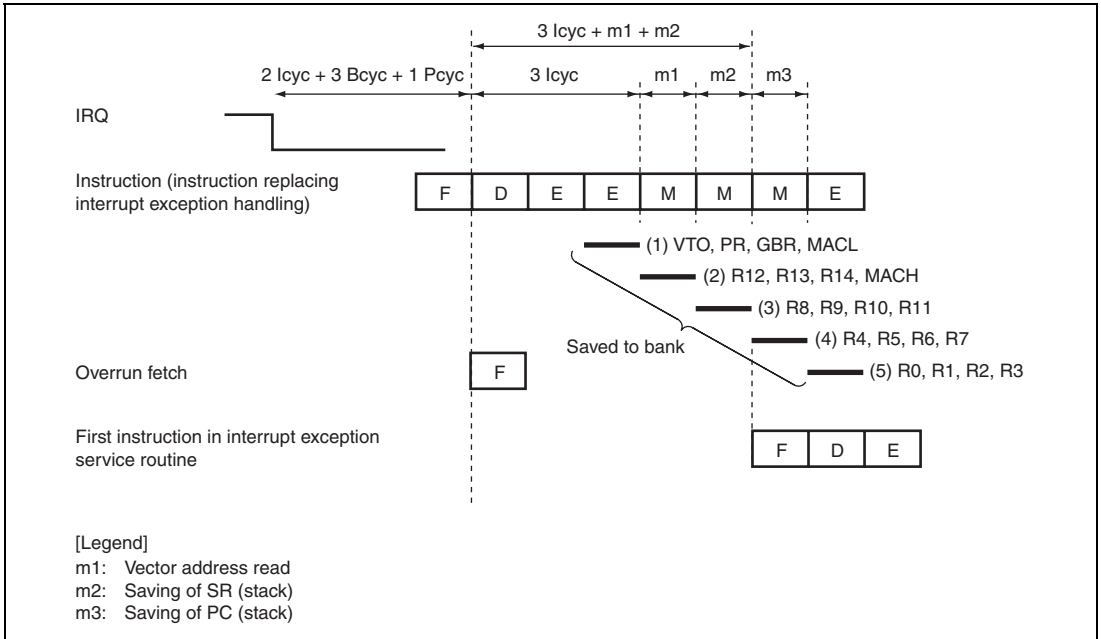 3 Icyc + m1 + m2
2 Icyc + 3 Bcyc + 1 Pcyc 3 Icyc m1 m2 m3
IRQ
Instruction (instruction replacing
interrupt exception handling)
F D E E M M M E
(1) VTO, PR, GBR, MACL
(2) R12, R13, R14, MACH
(3) R8, R9, R10, R11
(4) R4, R5, R6, R7
(5) R0, R1, R2, R3
Saved to bank
Overrun fetch
F
First instruction in interrupt exception
service routine
F D E
[Legend]
m1: Vector address read
m2: Saving of SR (stack)
m3: Saving of PC (stack)